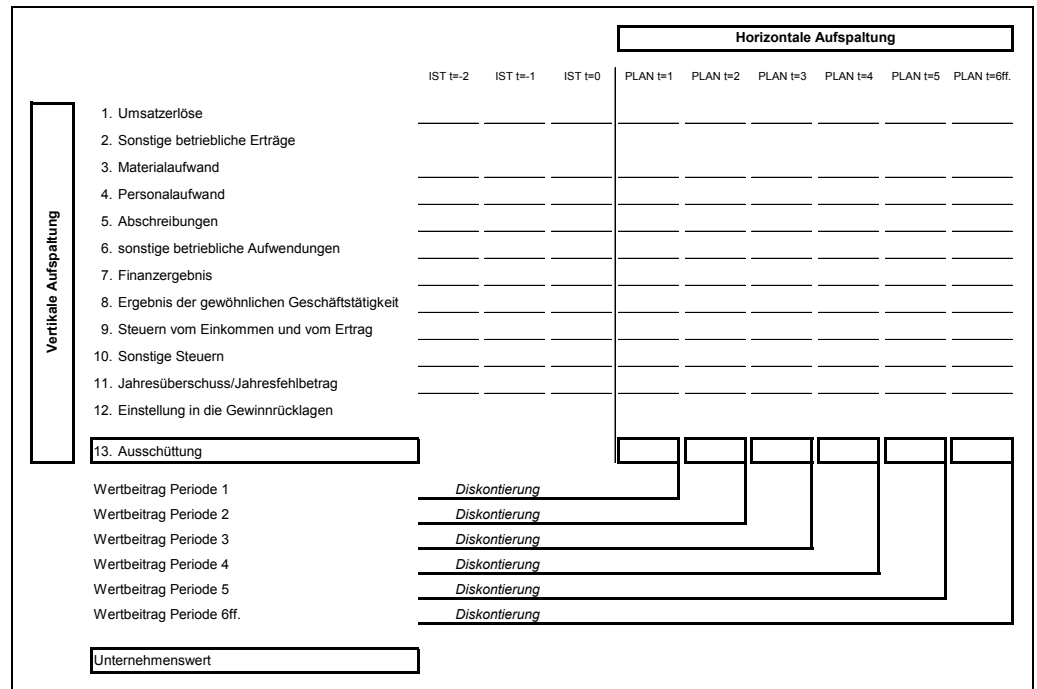 Horizontale Aufspaltung
IST t=-2 IST t=-1 IST t=0 PLAN t=1 PLAN t=2 PLAN t=3 PLAN t=4 PLAN t=5 PLAN t=6ff.
Vertikale Aufspaltung
1. Umsatzerlöse
2. Sonstige betriebliche Erträge
3. Materialaufwand
4. Personalaufwand
5. Abschreibungen
6. sonstige betriebliche Aufwendungen
7. Finanzergebnis
8. Ergebnis der gewöhnlichen Geschäftstätigkeit
9. Steuern vom Einkommen und vom Ertrag
10. Sonstige Steuern
11. Jahresüberschuss/Jahresfehlbetrag
12. Einstellung in die Gewinnrücklagen
13. Ausschüttung
Wertbeitrag Periode 1 Diskontierung
Wertbeitrag Periode 2 Diskontierung
Wertbeitrag Periode 3 Diskontierung
Wertbeitrag Periode 4 Diskontierung
Wertbeitrag Periode 5 Diskontierung
Wertbeitrag Periode 6ff. Diskontierung
Unternehmenswert